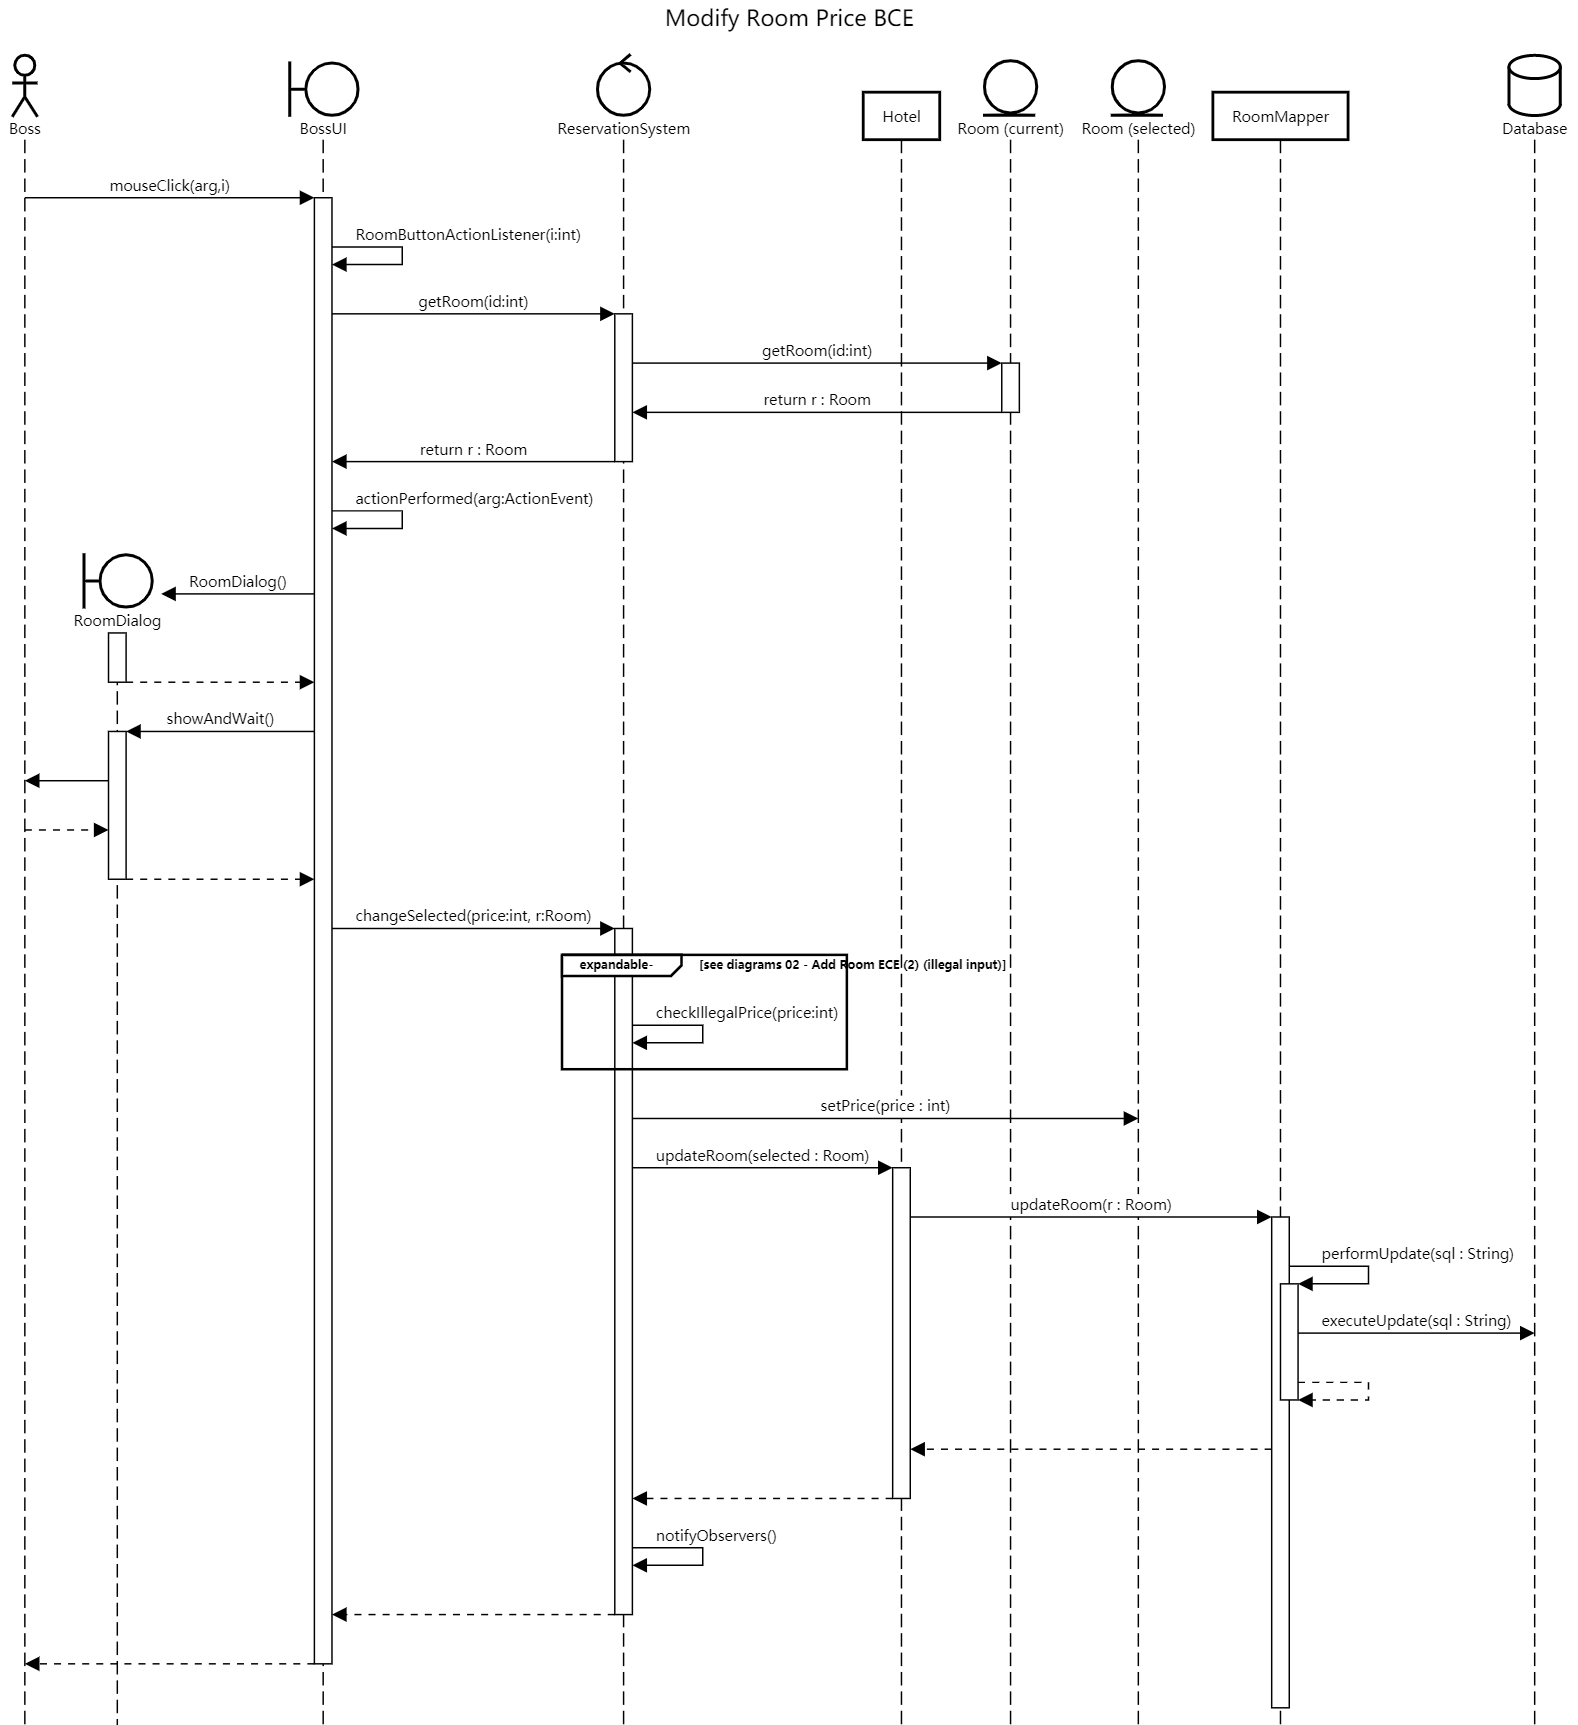 Modify Room Price BCE
Boss
BossUI
ReservationSystem
Hotel
Room (current)
Room (selected)
RoomMapper
Database
mouseClick(arg,i)
RoomButtonActionListener(i:int)
getRoom(id:int)
getRoom(id:int)
return r : Room
return r : Room
actionPerformed(arg:ActionEvent)
RoomDialog()
RoomDialog
showAndWait()
changeSelected(price:int, r:Room)
expandable- [see diagrams 02 - Add Room ECE (2) (illegal input)]
checkIllegalPrice(price:int)
setPrice(price : int)
updateRoom(selected : Room)
updateRoom(r : Room)
performUpdate(sql : String)
executeUpdate(sql : String)
notifyObservers()